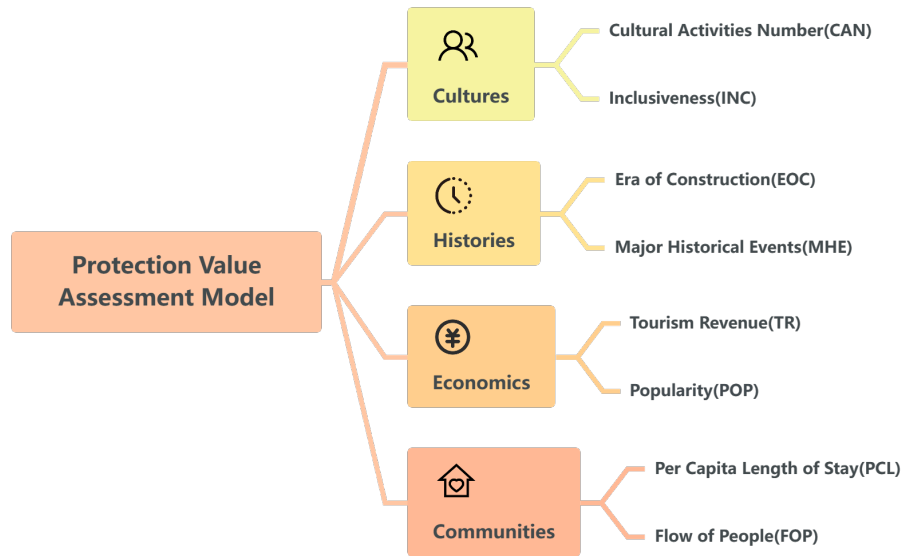 Protection Value
Assessment Model
Cultures
Cultural Activities Number(CAN)
Inclusiveness(INC)
Histories
Era of Construction(EOC)
Major Historical Events(MHE)
Economics
Tourism Revenue(TR)
Popularity(POP)
Communities
Per Capita Length of Stay(PCL)
Flow of People(FOP)